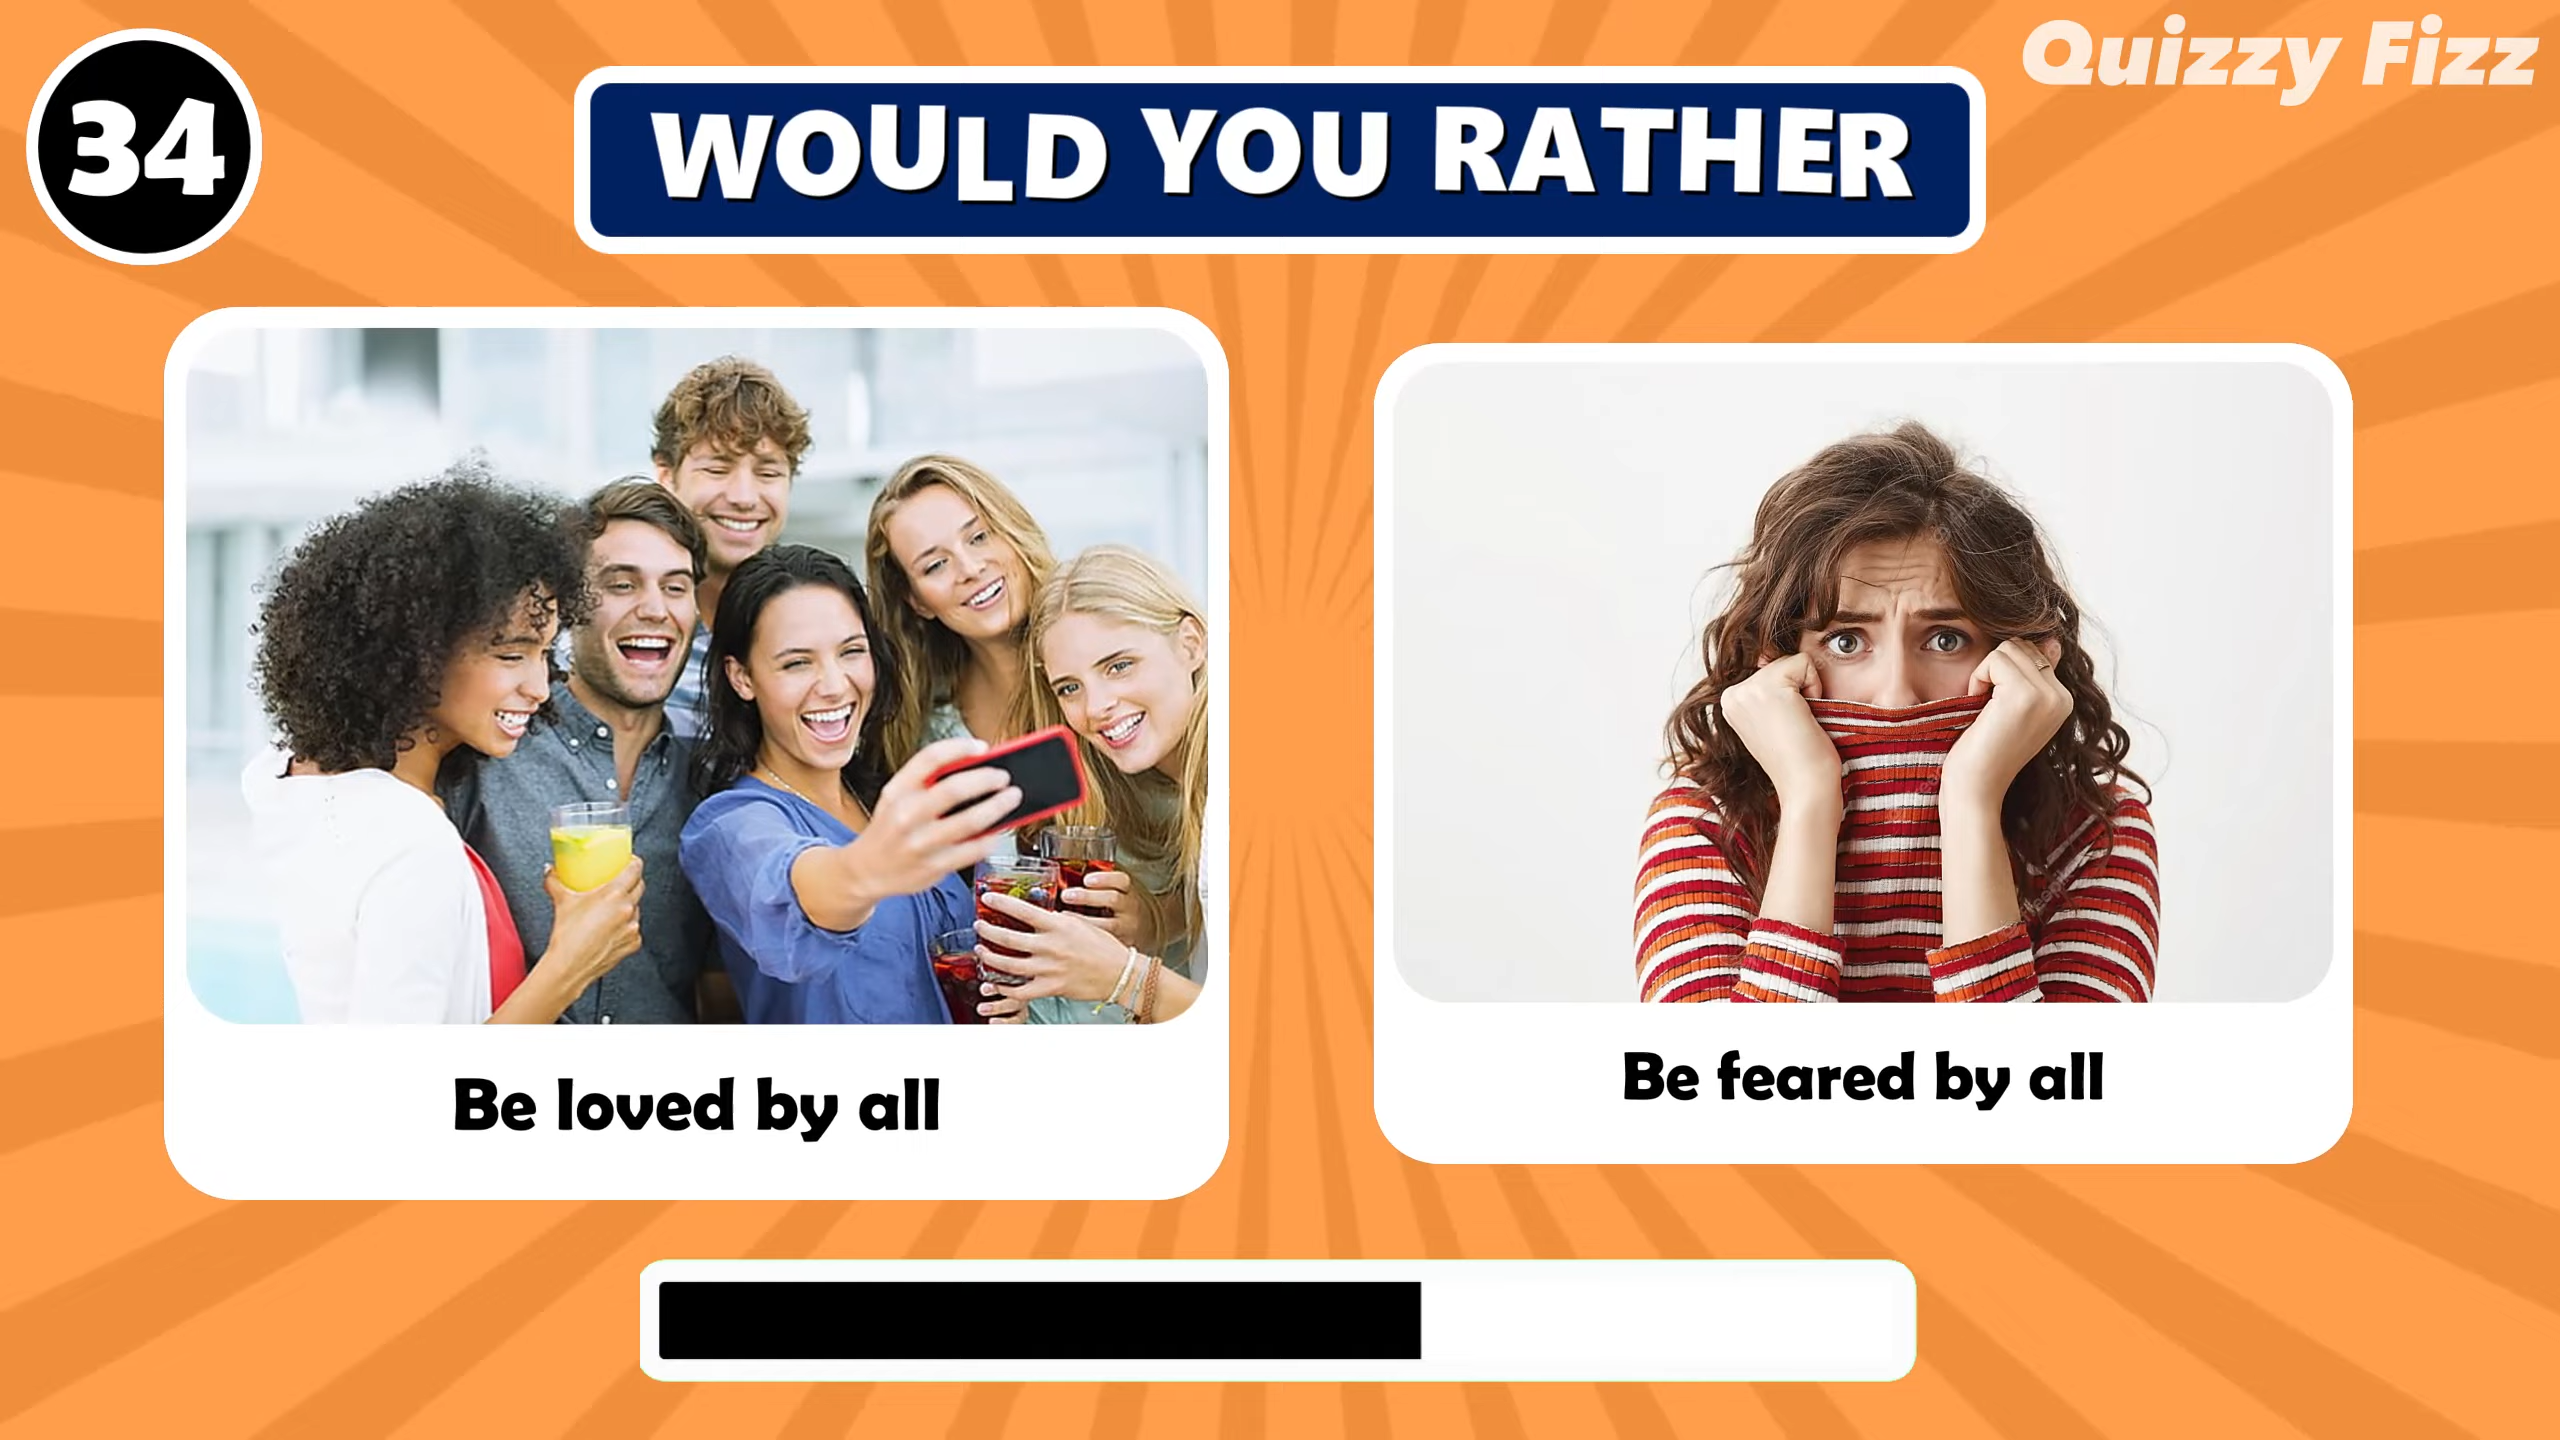 34
WOULD YOU RATHER
Quizzy Fizz
Be loved by all
Be feared by all